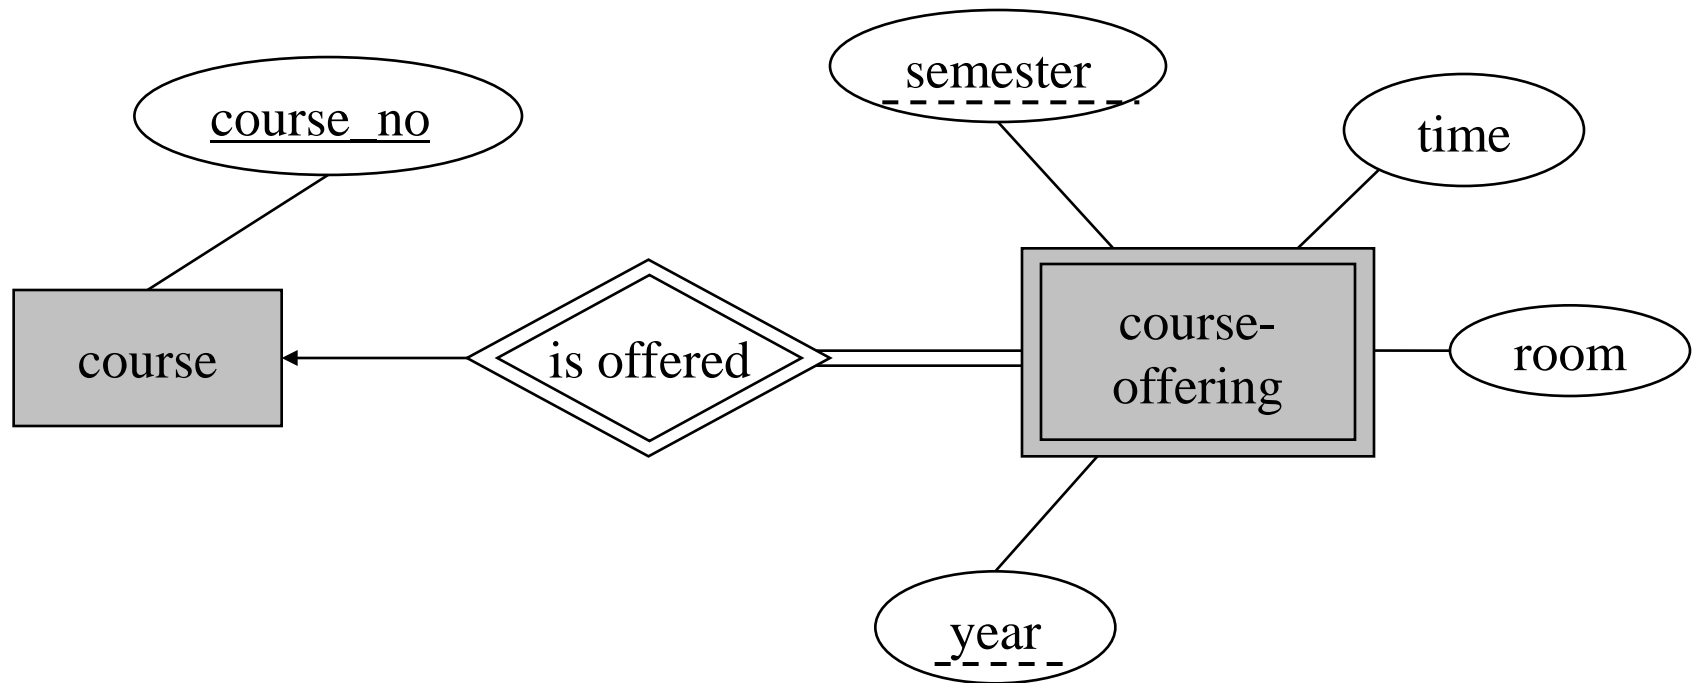 semester
course_no
time
course
is offered
course-
offering
room
year